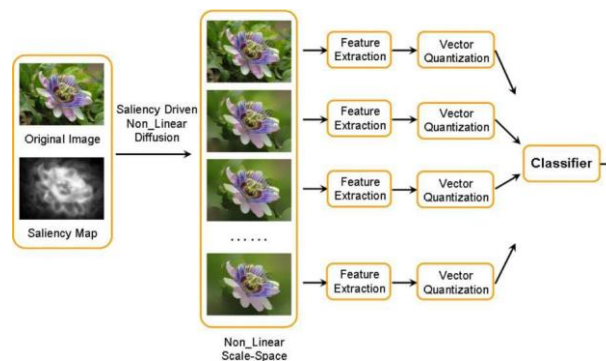 Original Image
Saliency Map
Saliency Driven
Non_Linear
Diffusion
......
Non_Linear
Scale-Space
Feature
Extraction
Vector
Quantization
Feature
Extraction
Vector
Quantization
Feature
Extraction
Vector
Quantization
Feature
Extraction
Vector
Quantization
Classifier